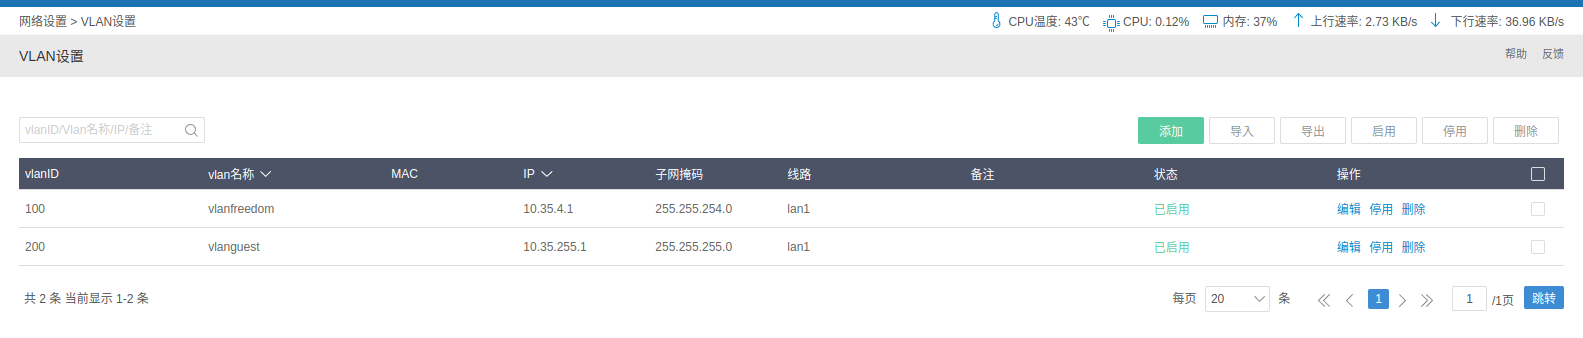 网络设置 > VLAN设置 CPU温度: 43℃ CPU: 0.12% 内存: 37% 上行速率: 2.73 KB/s 下行速率: 36.96 KB/s
VLAN设置 帮助 反馈
vlanID/Vlan名称/IP/备注 添加 导入 导出 启用 停用 删除
vlanID vlan名称 MAC IP 子网掩码 线路 备注 状态 操作
100 vlanfreedom 10.35.4.1 255.255.254.0 lan1 已启用 编辑 停用 删除
200 vlanguest 10.35.255.1 255.255.255.0 lan1 已启用 编辑 停用 删除
共 2 条 当前显示 1-2 条 每页 20 条 1 1 /1页 跳转